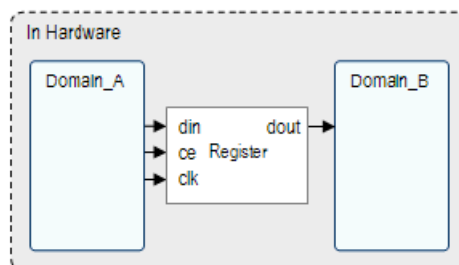 In Hardware
Domain_A
Domain_B
din dout
ce Register
clk